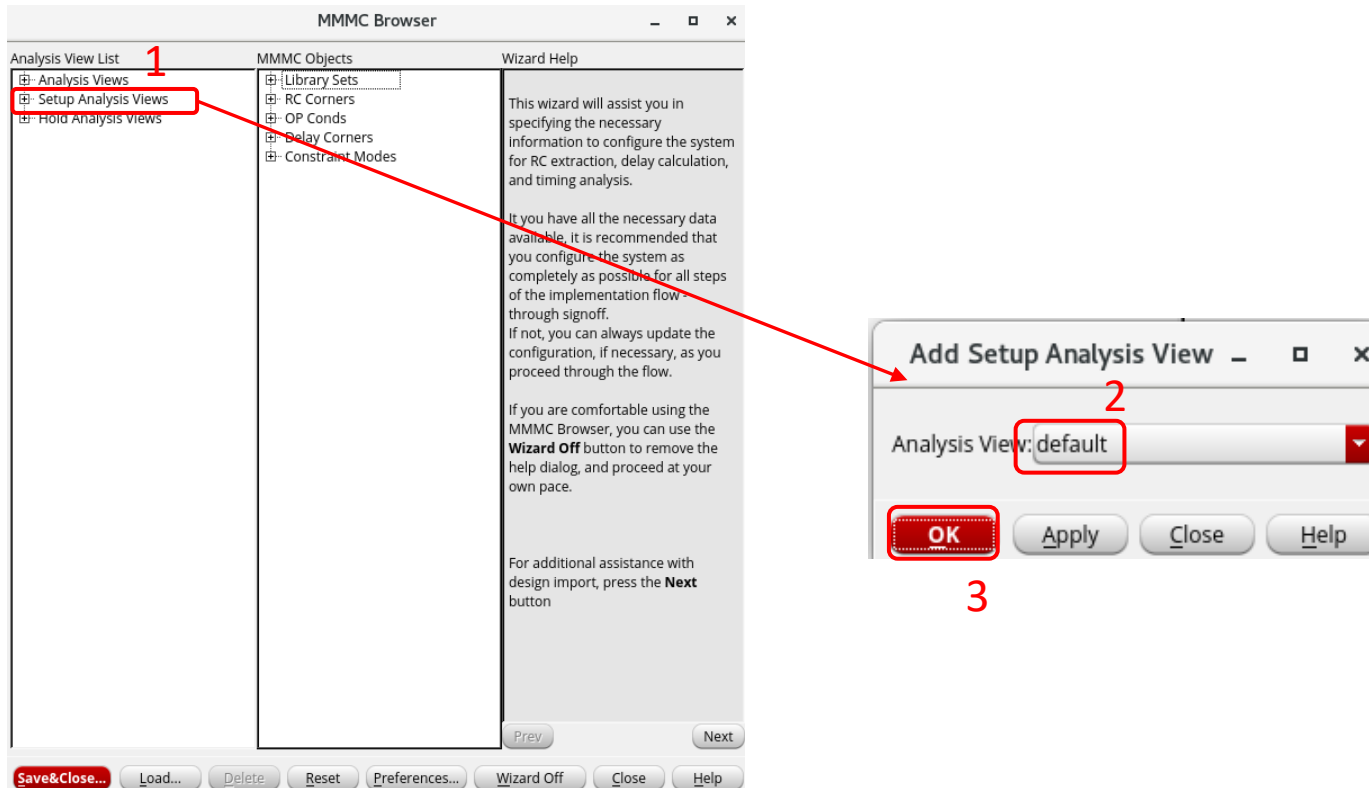 MMMC Browser
Analysis View List
1
MMMC Objects
Wizard Help
Analysis Views
Setup Analysis Views
Hold Analysis Views
Library Sets
RC Corners
OP Conds
Delay Corners
Constraint Modes
This wizard will assist you in
specifying the necessary
information to configure the system
for RC extraction, delay calculation,
and timing analysis.
It you have all the necessary data
available, it is recommended that
you configure the system as
completely as possible for all steps
of the implementation flow -
through signoff.
If not, you can always update the
configuration, if necessary, as you
proceed through the flow.
If you are comfortable using the
MMMC Browser, you can use the
Wizard Off button to remove the
help dialog, and proceed at your
own pace.
For additional assistance with
design import, press the Next
button
Prev
Next
Save&Close...
Load...
Delete
Reset
Preferences...
Wizard Off
Close
Help
Add Setup Analysis View
2
Analysis View: default
OK
Apply
Close
Help
3